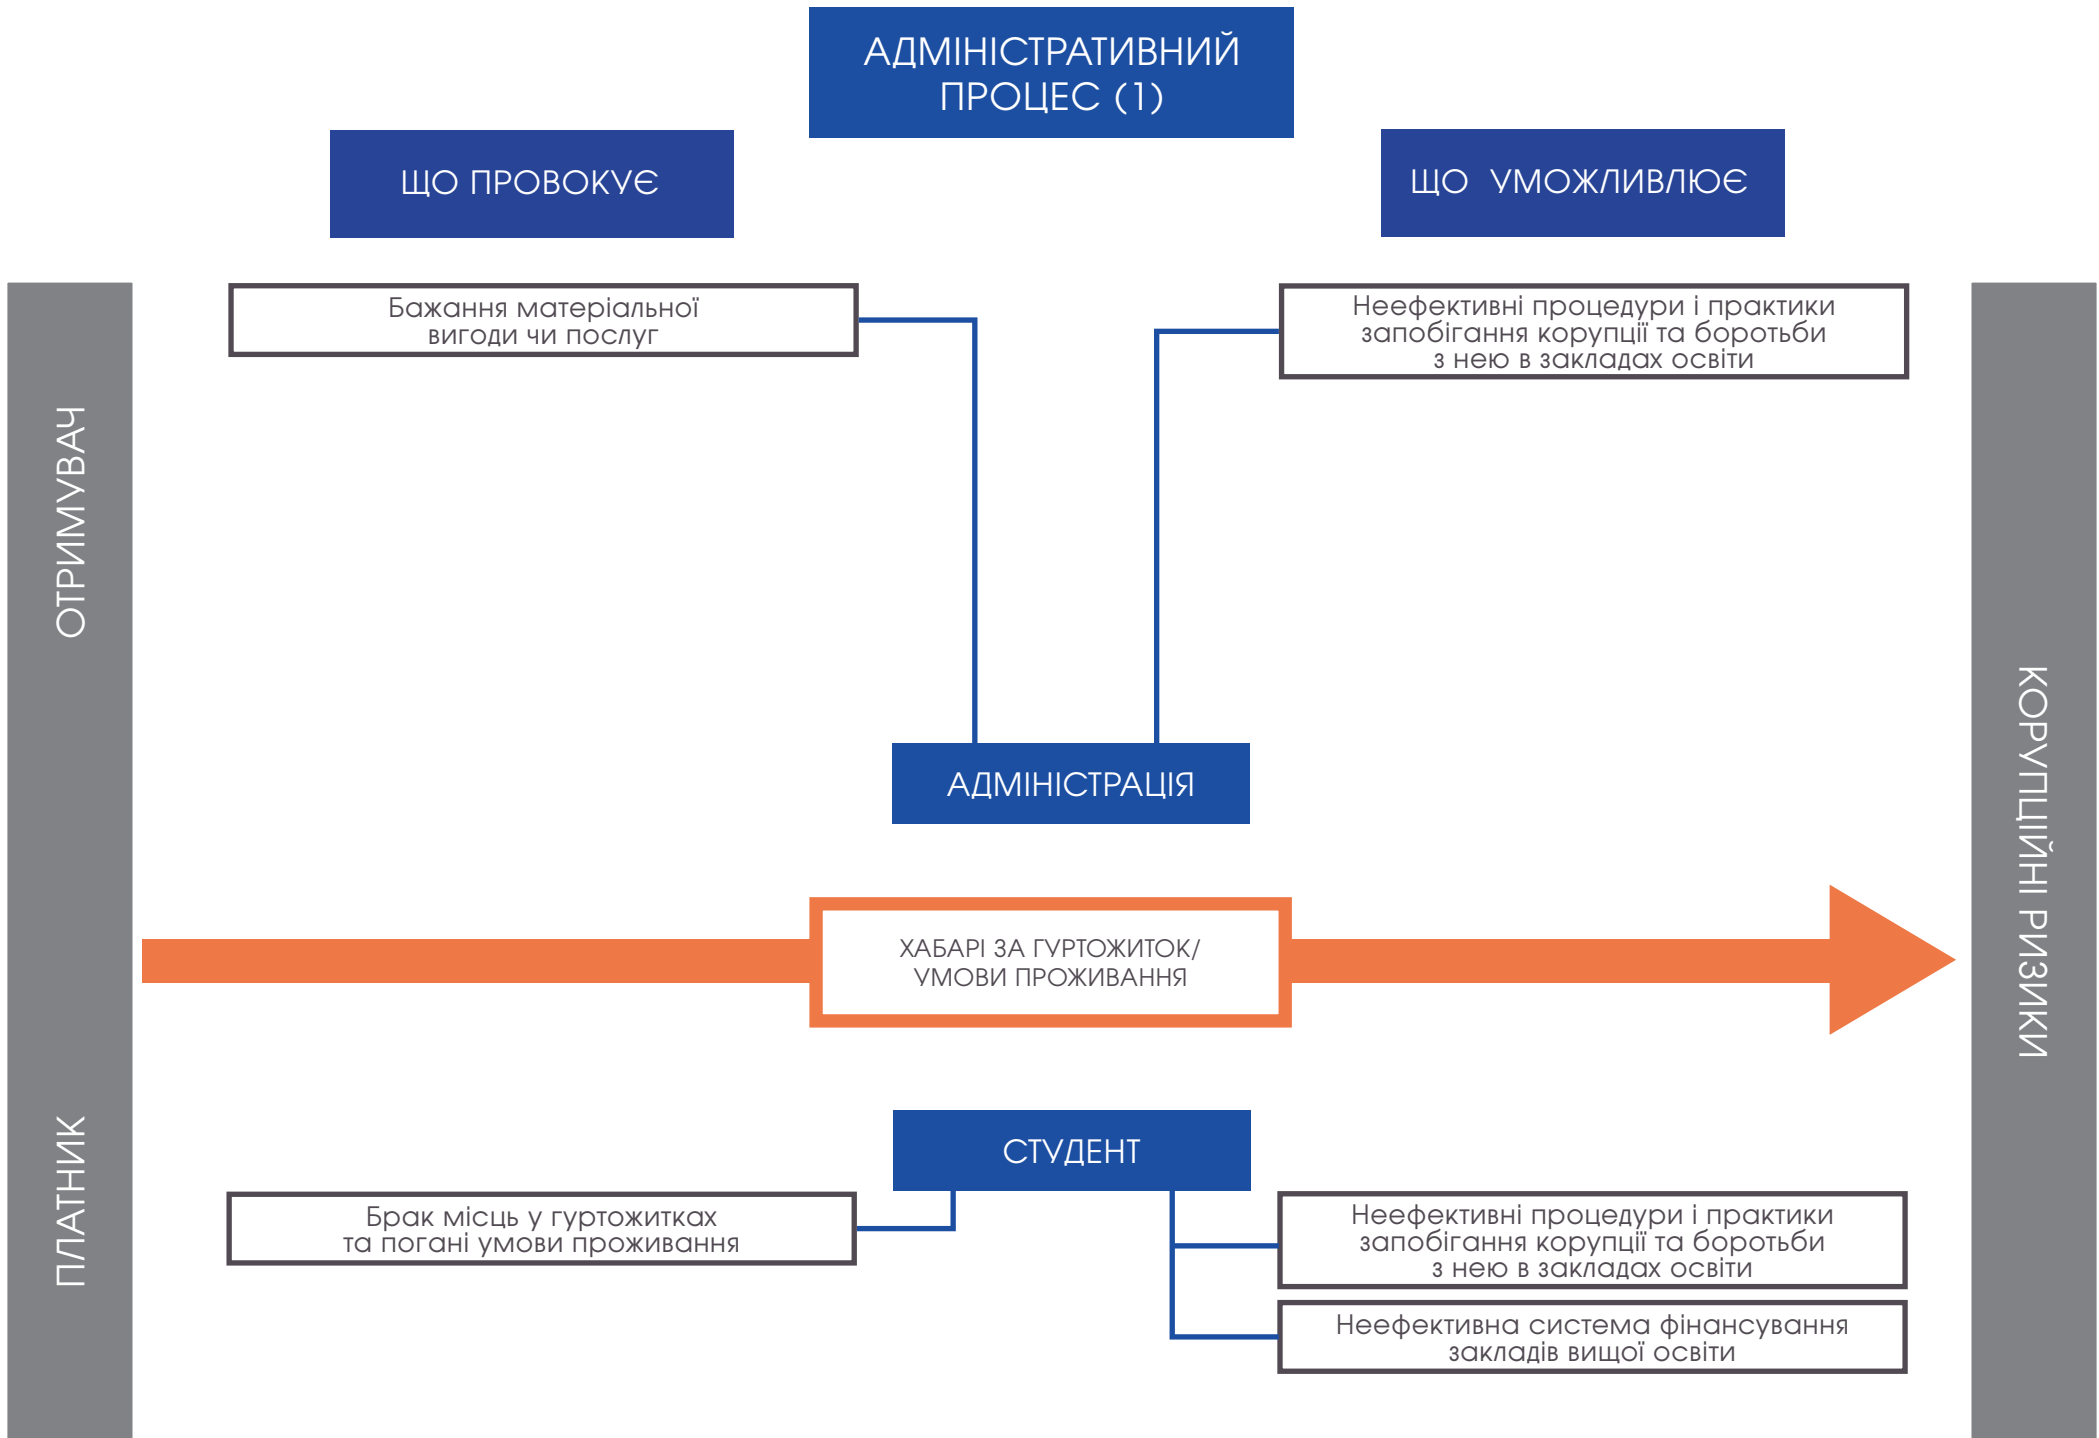 АДМІНІСТРАТИВНИЙ
ПРОЦЕС (1)
ЩО ПРОВОКУЄ
ЩО УМОЖЛИВЛЮЄ
ОТРИМУВАЧ
Бажання матеріальної
вигоди чи послуг
Неефективні процедури і практики
запобігання корупції та боротьби
з нею в закладах освіти
АДМІНІСТРАЦІЯ
КОРУПЦІЙНІ РИЗИКИ
ХАБАРІ ЗА ГУРТОЖИТОК/
УМОВИ ПРОЖИВАННЯ
ПЛАТНИК
СТУДЕНТ
Брак місць у гуртожитках
та погані умови проживання
Неефективні процедури і практики
запобігання корупції та боротьби
з нею в закладах освіти
Неефективна система фінансування
закладів вищої освіти